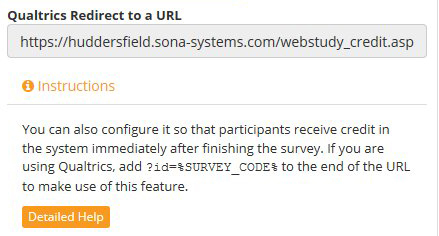 Qualtrics Redirect to a URL
https://huddersfield.sona-systems.com/webstudy_credit.asp
Instructions
You can also configure it so that participants receive credit in
the system immediately after finishing the survey. If you are
using Qualtrics, add ?id=%SURVEY_CODE% to the end of the URL
to make use of this feature.
Detailed Help